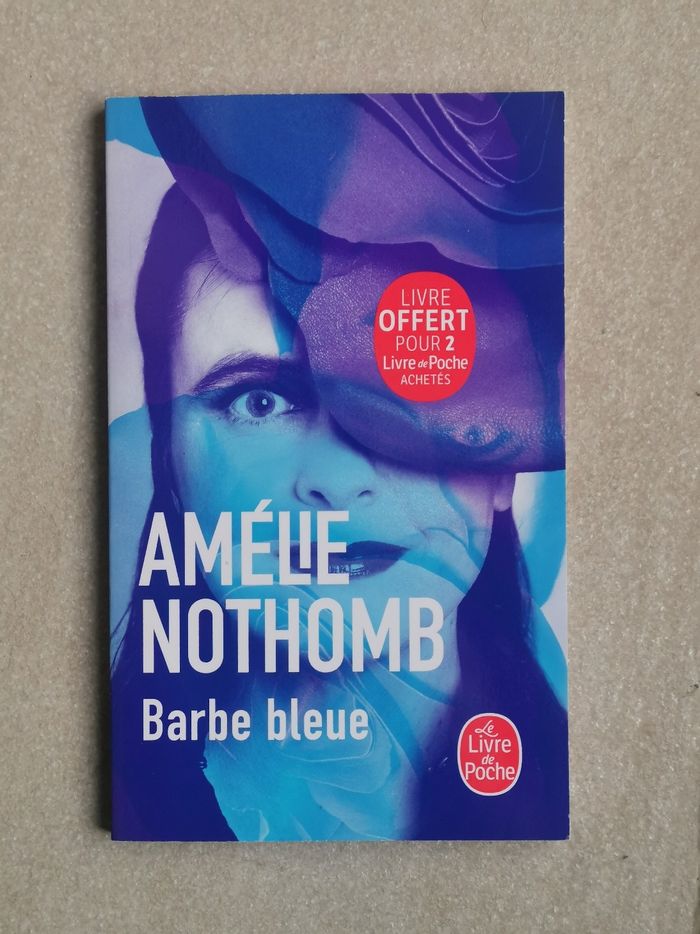 LIVRE
OFFERT
POUR 2
Livre de Poche
ACHETÉS
AMÉLIE
NOTHOMB
Barbe bleue
Le
Livre
de
Poche